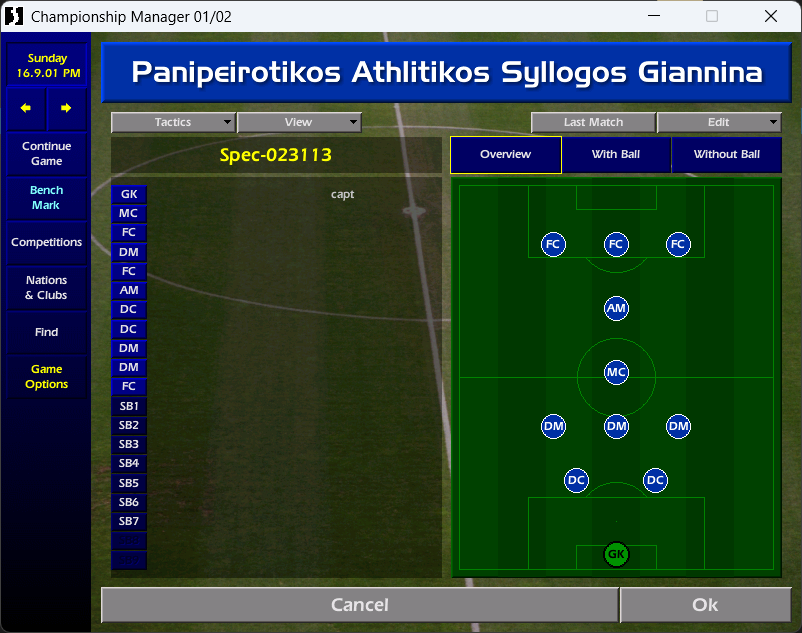 Championship Manager 01/02
Sunday
16.9.01 PM
Continue
Game
Bench
Mark
Competitions
Nations
& Clubs
Find
Game
Options
Panipeirotikos Athlitikos Syllogos Giannina
Tactics
View
Last Match
Edit
Spec-023113
Overview
With Ball
Without Ball
GK capt
MC
FC
DM
FC
AM
DC
DC
DM
DM
FC
SB1
SB2
SB3
SB4
SB5
SB6
SB7
FC FC FC
AM
MC
DM DM DM
DC DC
GK
Cancel
Ok